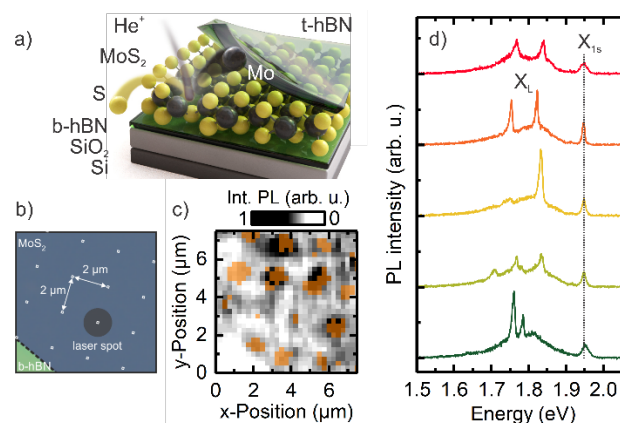 a)
He⁺
t-hBN
MoS₂
Mo
S
b-hBN
SiO₂
Si
b)
MoS₂
2 µm
2 µm
laser spot
b-hBN
c)
Int. PL (arb. u.)
1
0
y-Position (µm)
6
4
2
0
0 2 4 6
x-Position (µm)
d)
X₁ₛ
X_L
PL intensity (arb. u.)
1.5 1.6 1.7 1.8 1.9 2.0
Energy (eV)